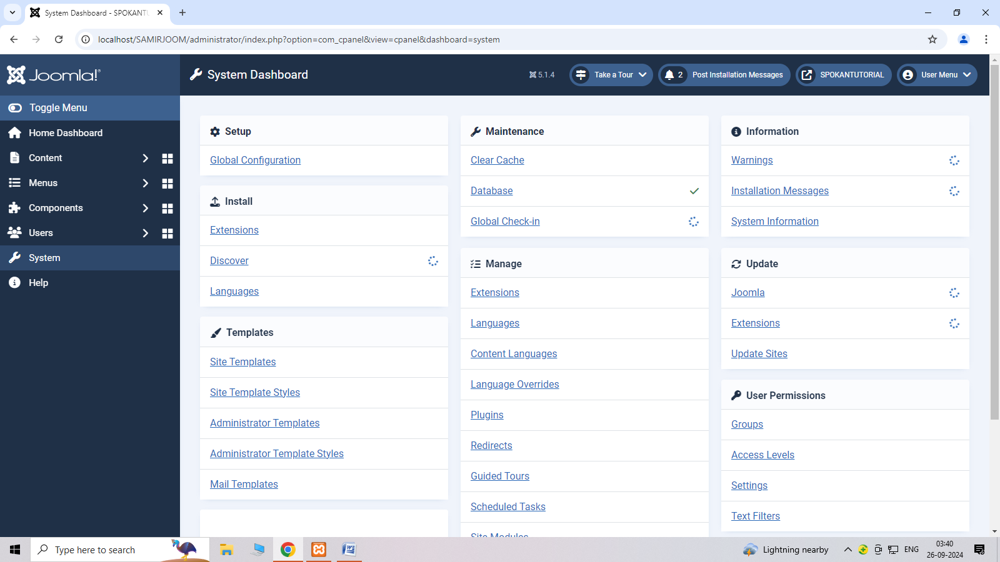 System Dashboard - SPOKANTU
localhost/SAMIRJOOM/administrator/index.php?option=com_cpanel&view=cpanel&dashboard=system
Joomla!®
System Dashboard
5.1.4
Take a Tour
2 Post Installation Messages
SPOKANTUTORIAL
User Menu
Toggle Menu
Home Dashboard
Content
Menus
Components
Users
System
Help
Setup
Global Configuration
Install
Extensions
Discover
Languages
Templates
Site Templates
Site Template Styles
Administrator Templates
Administrator Template Styles
Mail Templates
Maintenance
Clear Cache
Database
Global Check-in
Manage
Extensions
Languages
Content Languages
Language Overrides
Plugins
Redirects
Guided Tours
Scheduled Tasks
Site Modules
Information
Warnings
Installation Messages
System Information
Update
Joomla
Extensions
Update Sites
User Permissions
Groups
Access Levels
Settings
Text Filters
Type here to search
Lightning nearby
ENG
03:40
26-09-2024